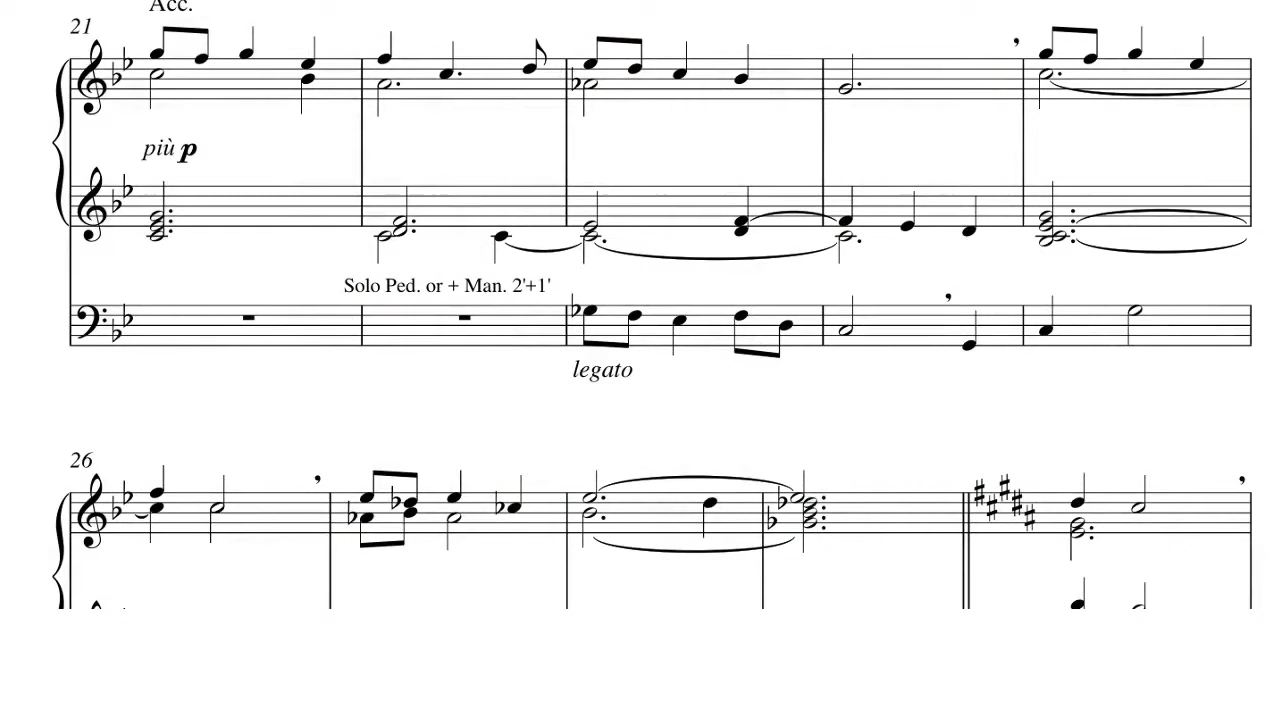 Acc.
21
più p
Solo Ped. or + Man. 2'+1'
legato
26